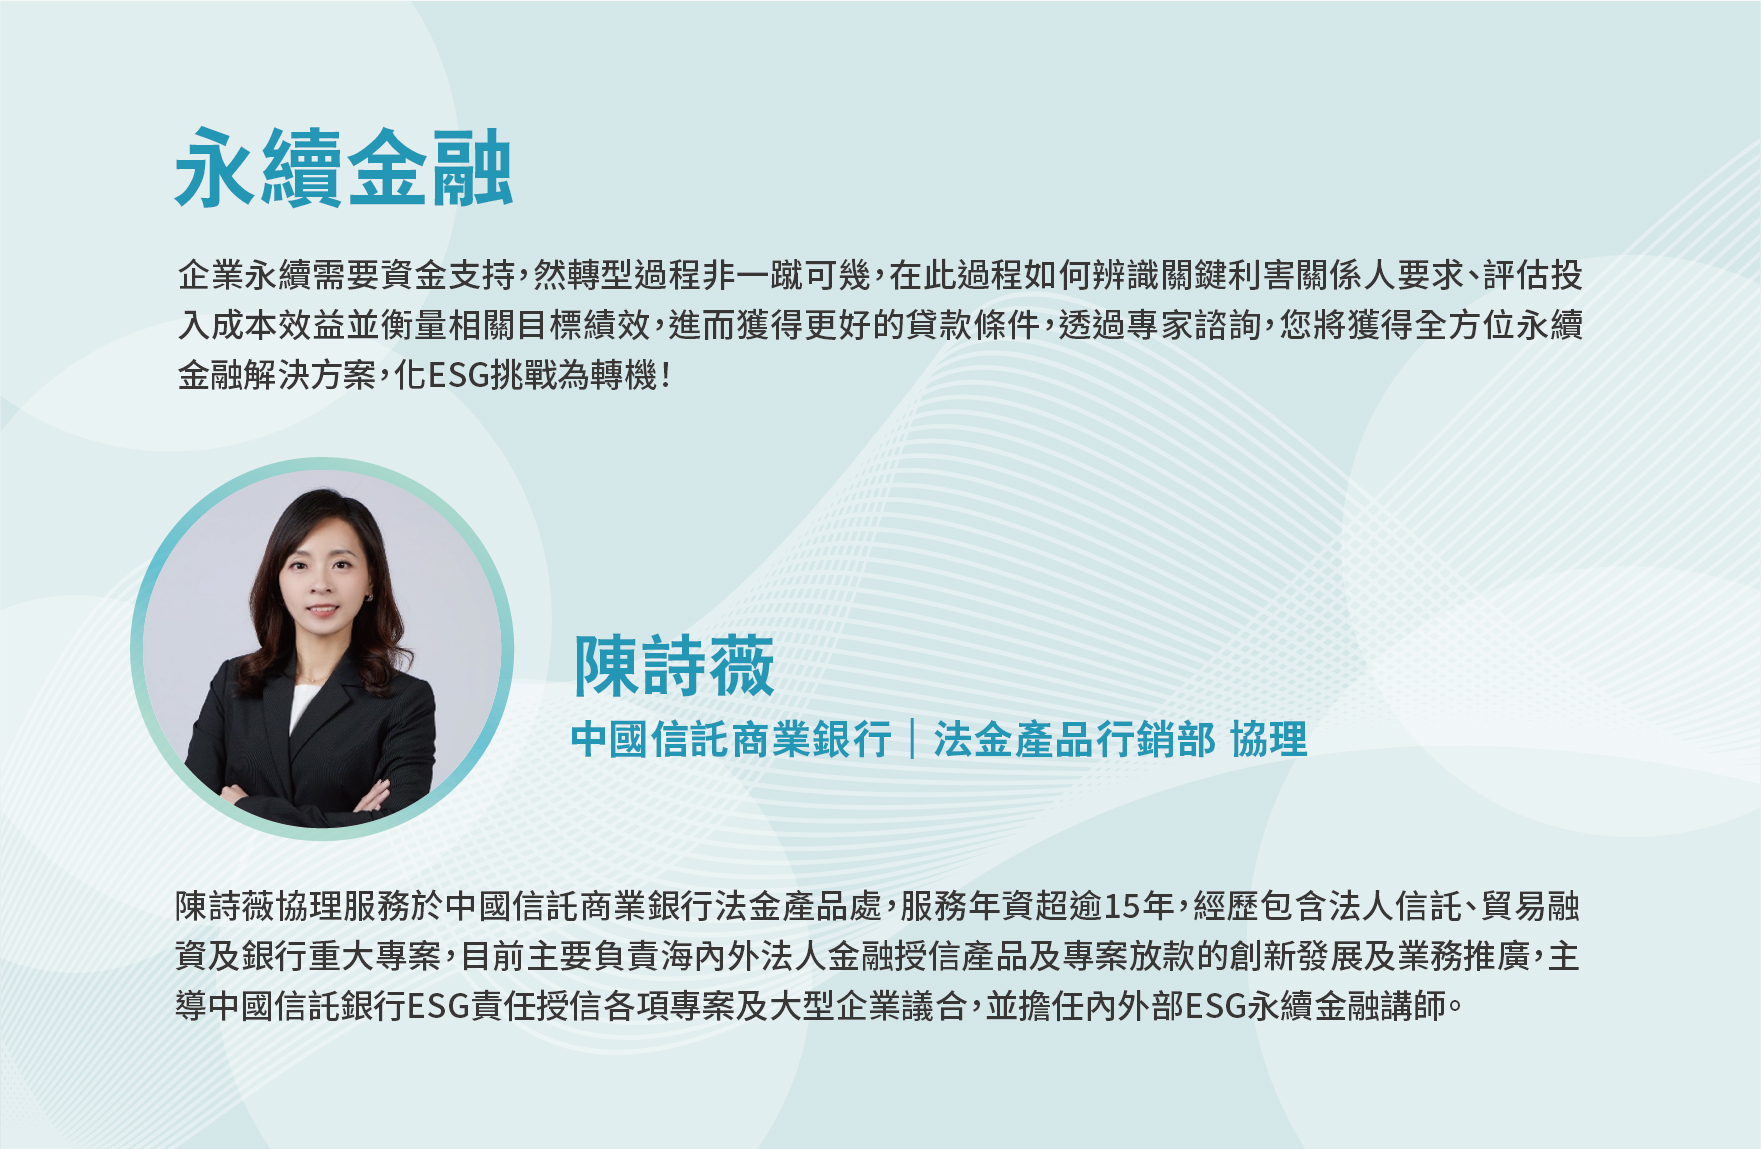 永續金融
企業永續需要資金支持，然轉型過程非一蹴可幾，在此過程如何辨識關鍵利害關係人要求、評估投
入成本效益並衡量相關目標績效，進而獲得更好的貸款條件，透過專家諮詢，您將獲得全方位永續
金融解決方案，化ESG挑戰為轉機！
陳詩薇
中國信託商業銀行｜法金產品行銷部 協理
陳詩薇協理服務於中國信託商業銀行法金產品處，服務年資超逾15年，經歷包含法人信託、貿易融
資及銀行重大專案，目前主要負責海內外法人金融授信產品及專案放款的創新發展及業務推廣，主
導中國信託銀行ESG責任授信各項專案及大型企業議合，並擔任內外部ESG永續金融講師。